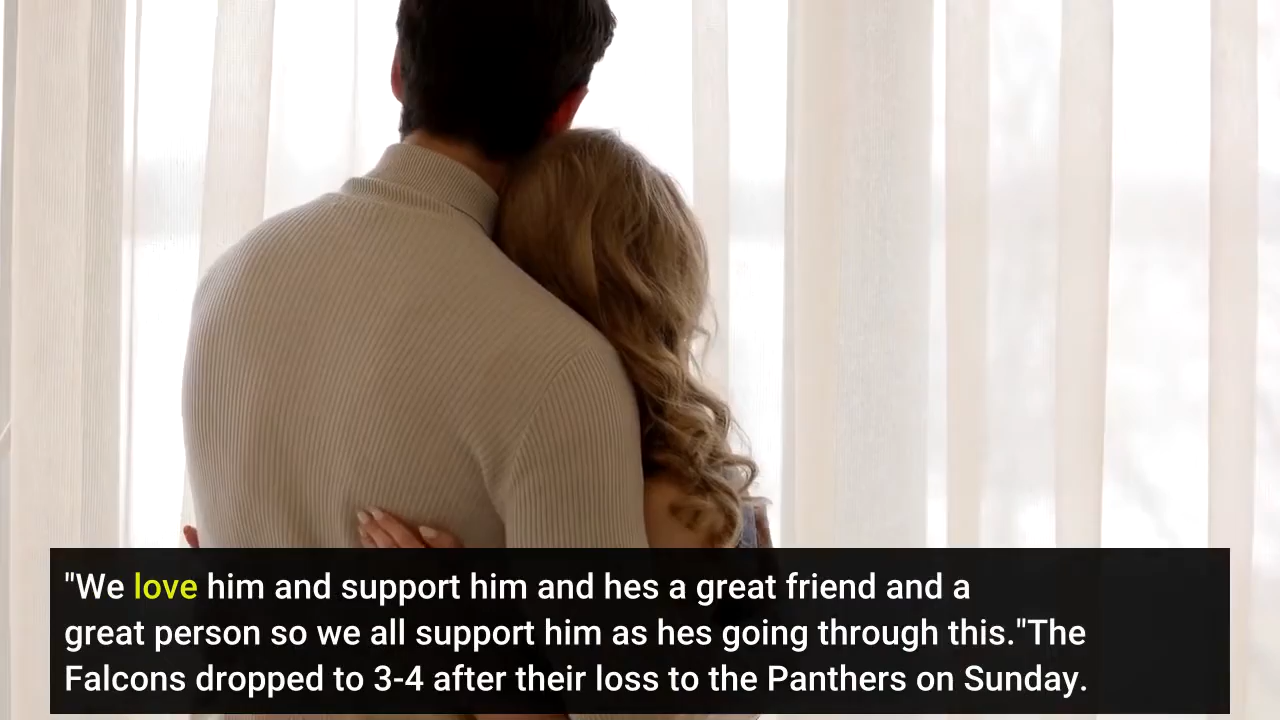 "We love him and support him and hes a great friend and a
great person so we all support him as hes going through this."The
Falcons dropped to 3-4 after their loss to the Panthers on Sunday.